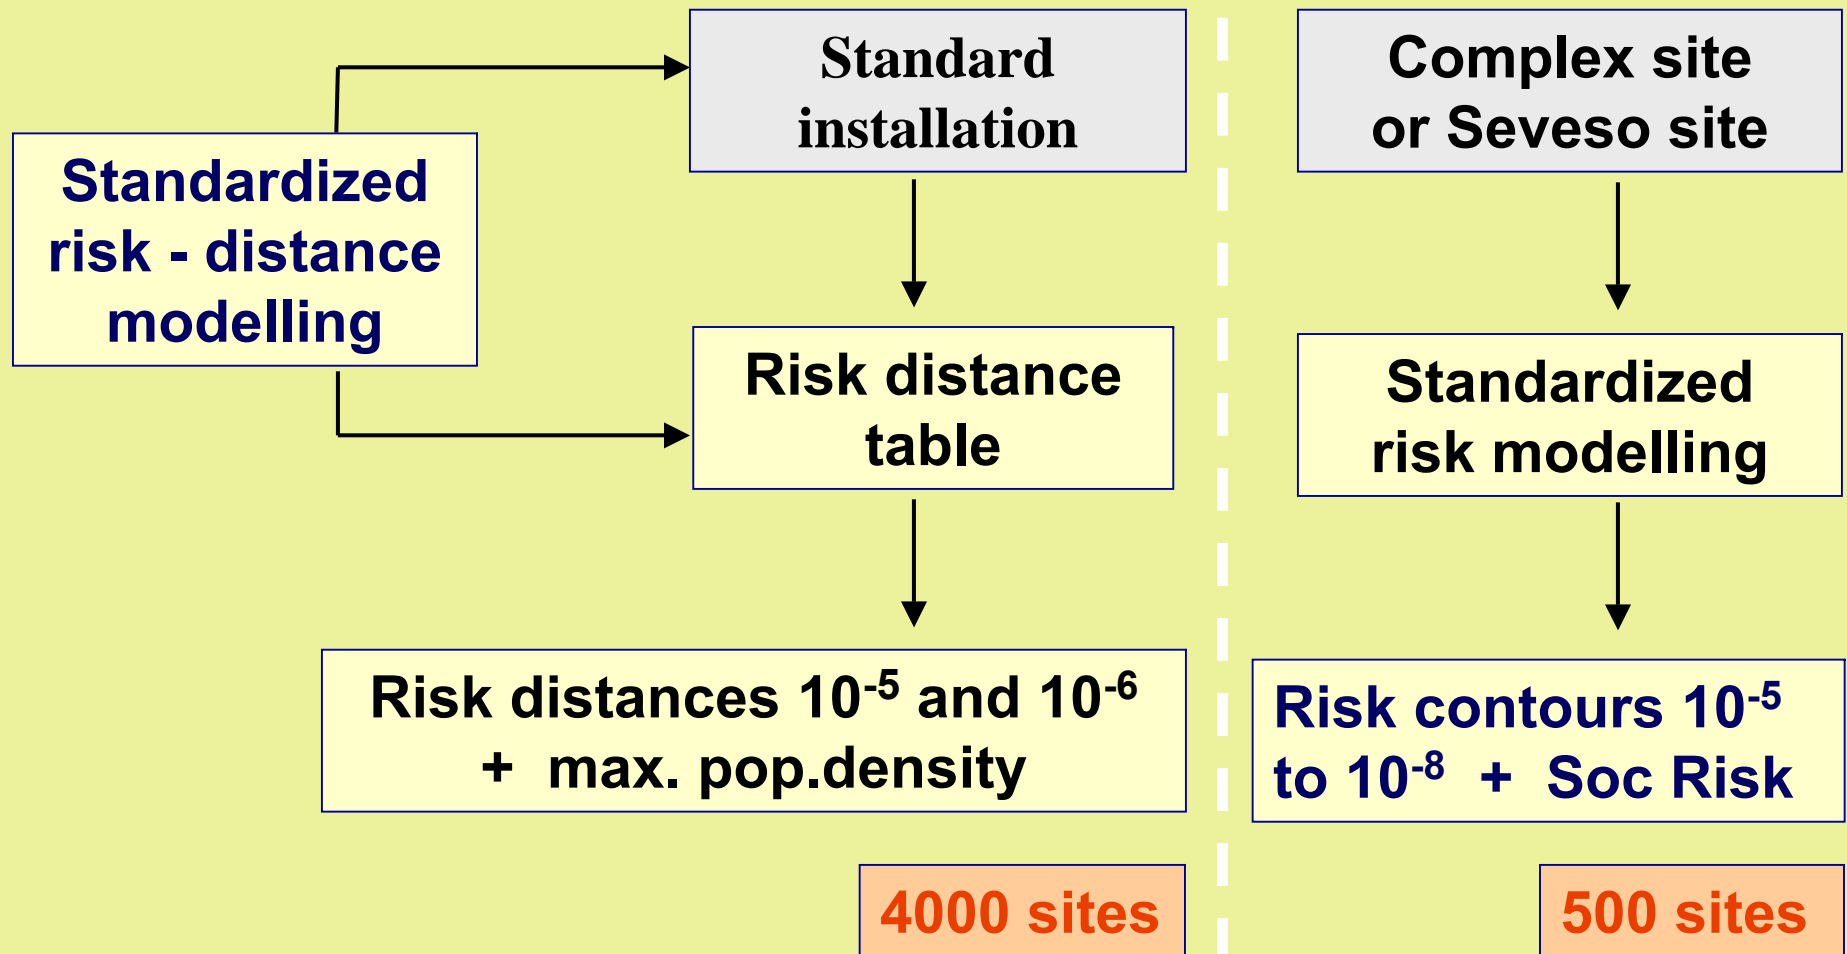 Standardized
risk - distance
modelling
Standard
installation
Risk distance
table
Risk distances 10⁻⁵ and 10⁻⁶
+ max. pop.density
4000 sites
Complex site
or Seveso site
Standardized
risk modelling
Risk contours 10⁻⁵
to 10⁻⁸ + Soc Risk
500 sites